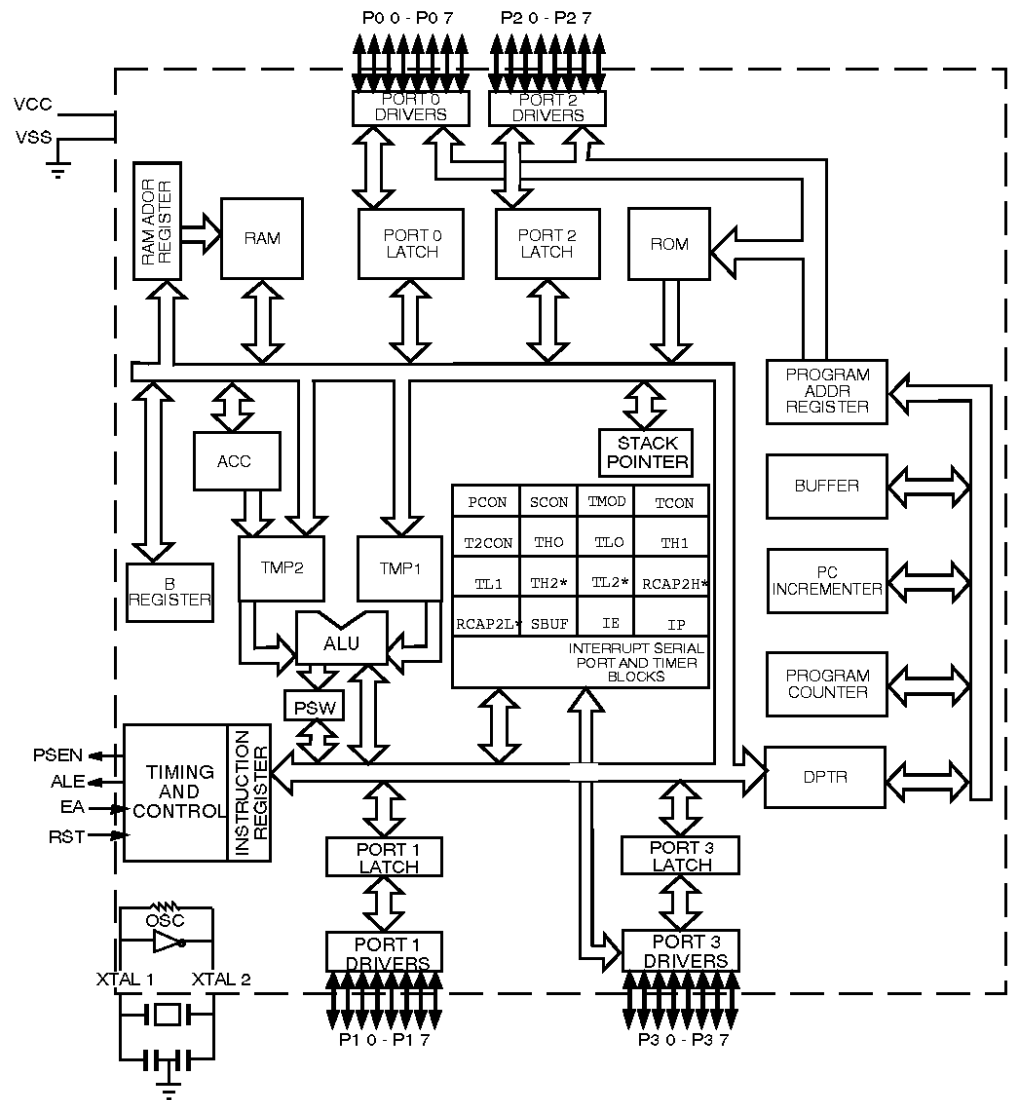 P0 0 - P0 7
P2 0 - P2 7
VCC
VSS
PORT 0
DRIVERS
PORT 2
DRIVERS
RAM ADDR
REGISTER
RAM
PORT 0
LATCH
PORT 2
LATCH
ROM
PROGRAM
ADDR
REGISTER
ACC
STACK
POINTER
BUFFER
PCON SCON TMOD TCON
T2CON TH0 TL0 TH1
TL1 TH2* TL2* RCAP2H*
RCAP2L* SBUF IE IP
INTERRUPT SERIAL
PORT AND TIMER
BLOCKS
B
REGISTER
TMP2
TMP1
ALU
PSW
PC
INCREMENTER
PROGRAM
COUNTER
DPTR
PSEN
ALE
EA
RST
TIMING
AND
CONTROL
INSTRUCTION
REGISTER
PORT 1
LATCH
PORT 3
LATCH
OSC
XTAL 1
XTAL 2
PORT 1
DRIVERS
PORT 3
DRIVERS
P1 0 - P1 7
P3 0 - P3 7